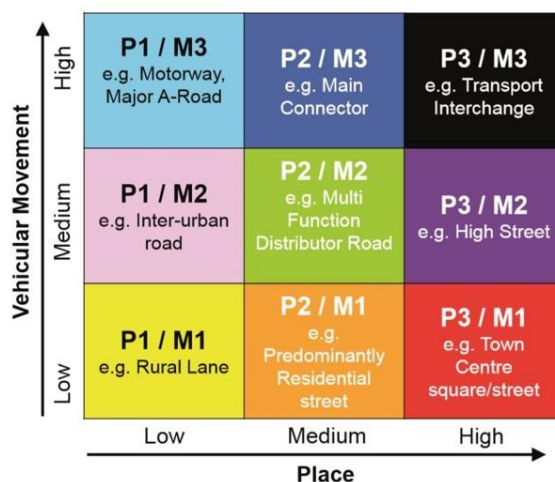 Vehicular Movement
High
P1 / M3
e.g. Motorway,
Major A-Road
P2 / M3
e.g. Main
Connector
P3 / M3
e.g. Transport
Interchange
Medium
P1 / M2
e.g. Inter-urban
road
P2 / M2
e.g. Multi
Function
Distributor Road
P3 / M2
e.g. High Street
Low
P1 / M1
e.g. Rural Lane
P2 / M1
e.g.
Predominantly
Residential
street
P3 / M1
e.g. Town
Centre
square/street
Low
Medium
High
Place